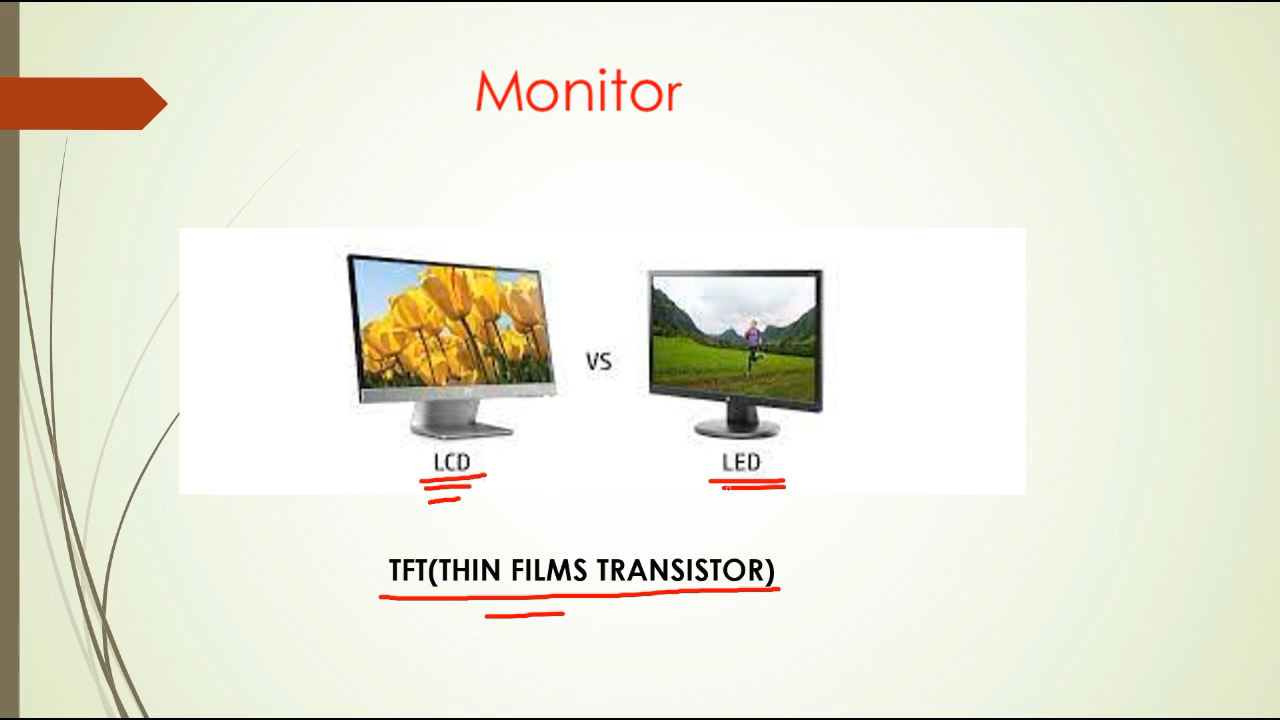 Monitor
VS
LCD
LED
TFT(THIN FILMS TRANSISTOR)